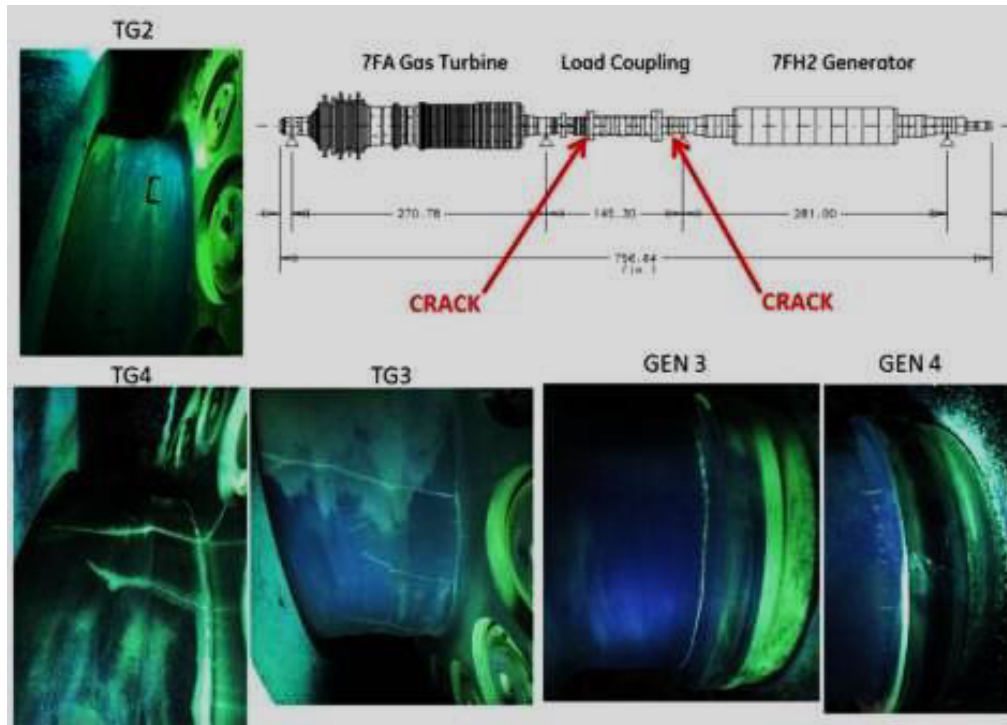 TG2
7FA Gas Turbine
Load Coupling
7FH2 Generator
270.78
145.30
281.00
CRACK
CRACK
TG4
TG3
GEN 3
GEN 4